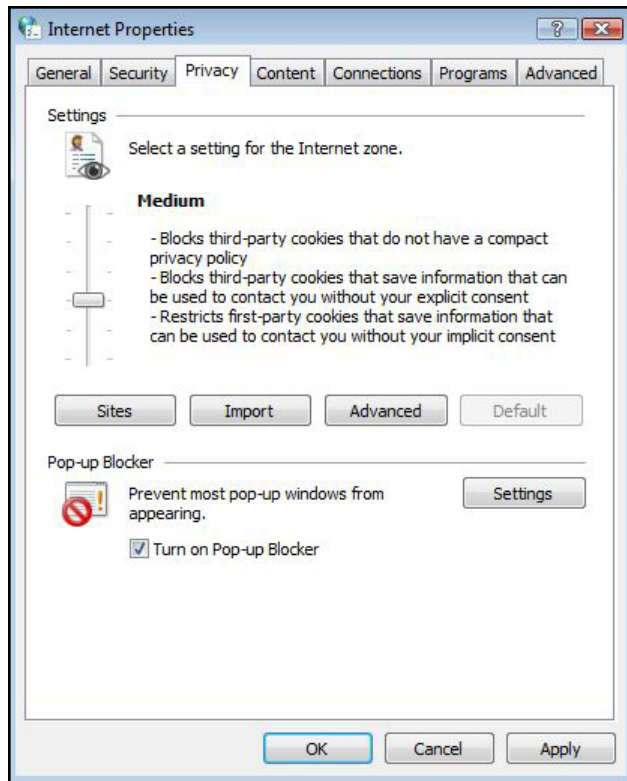 Internet Properties
General Security Privacy Content Connections Programs Advanced
Settings
Select a setting for the Internet zone.
Medium
- Blocks third-party cookies that do not have a compact
privacy policy
- Blocks third-party cookies that save information that can
be used to contact you without your explicit consent
- Restricts first-party cookies that save information that
can be used to contact you without your implicit consent
Sites Import Advanced Default
Pop-up Blocker
Prevent most pop-up windows from
appearing.
Settings
Turn on Pop-up Blocker
OK Cancel Apply